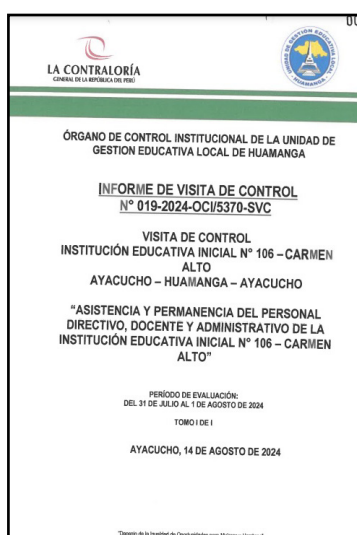 00
LA CONTRALORÍA
GENERAL DE LA REPÚBLICA DEL PERÚ
ÓRGANO DE CONTROL INSTITUCIONAL DE LA UNIDAD DE
GESTION EDUCATIVA LOCAL DE HUAMANGA
INFORME DE VISITA DE CONTROL
N° 019-2024-OCI/5370-SVC
VISITA DE CONTROL
INSTITUCIÓN EDUCATIVA INICIAL N° 106 – CARMEN
ALTO
AYACUCHO – HUAMANGA – AYACUCHO
“ASISTENCIA Y PERMANENCIA DEL PERSONAL
DIRECTIVO, DOCENTE Y ADMINISTRATIVO DE LA
INSTITUCIÓN EDUCATIVA INICIAL N° 106 – CARMEN
ALTO”
PERÍODO DE EVALUACIÓN:
DEL 31 DE JULIO AL 1 DE AGOSTO DE 2024
TOMO I DE I
AYACUCHO, 14 DE AGOSTO DE 2024